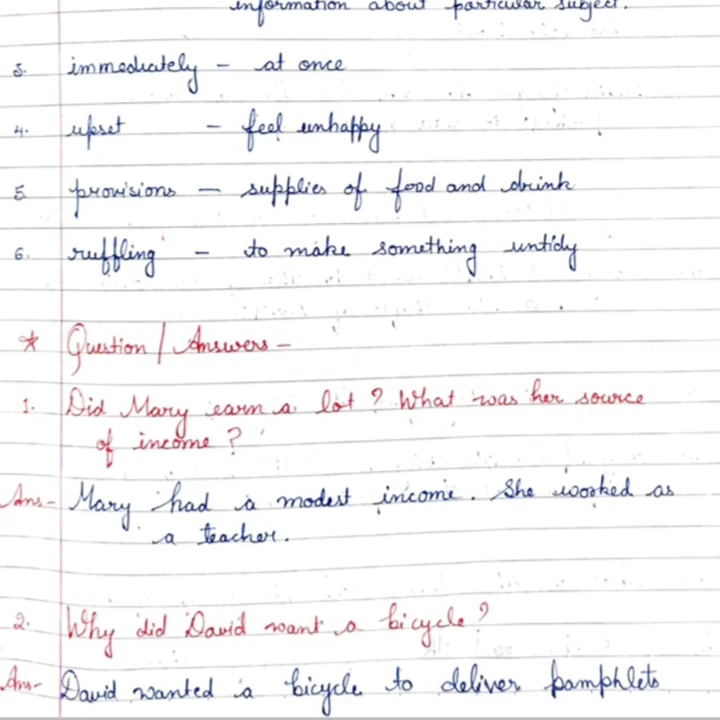 information about particular subject.
3. immediately - at once
4. upset - feel unhappy
5. provisions - supplies of food and drink
6. ruffling - to make something untidy
* Question / Answers -
1. Did Mary earn a lot ? What was her source
of income ?
Ans- Mary had a modest income. She worked as
a teacher.
2. Why did David want a bicycle ?
Ans- David wanted a bicycle to deliver pamphlets